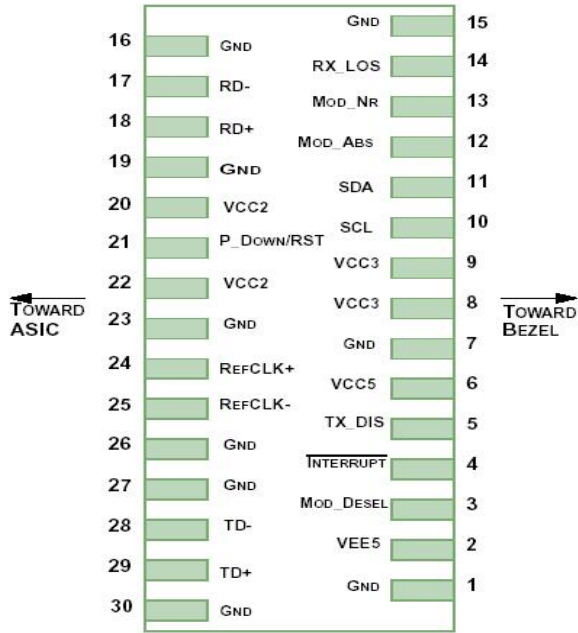 GND 15
16 GND
RX_LOS 14
17 RD-
MOD_NR 13
18 RD+
MOD_ABS 12
19 GND
SDA 11
20 VCC2
SCL 10
21 P_DOWN/RST
VCC3 9
22 VCC2
VCC3 8
TOWARD ASIC
TOWARD BEZEL
23 GND
GND 7
24 REFCLK+
VCC5 6
25 REFCLK-
TX_DIS 5
26 GND
INTERRUPT 4
27 GND
MOD_DESEL 3
28 TD-
VEE5 2
29 TD+
GND 1
30 GND